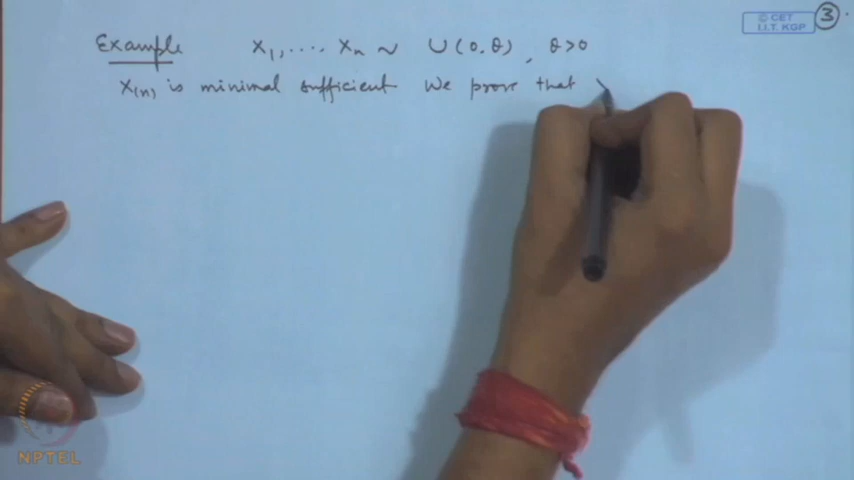 © CET
I.I.T. KGP
3
Example X₁, .... Xₙ ~ U(0, θ), θ>0
X₍ₙ₎ is minimal sufficient We prove that
NPTEL